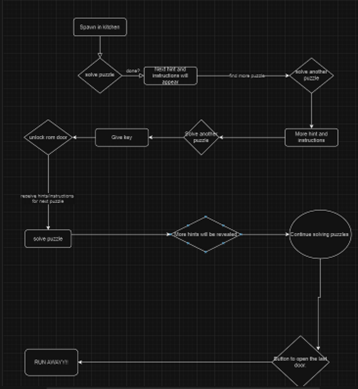 Spawn in kitchen
solve puzzle
done?
Next hint and
instructions will
appear
find more puzzle
solve another
puzzle
unlock rom door
Give key
Solve another
puzzle
More hint and
instructions
receive hints/instructions
for next puzzle
solve puzzle
More hints will be revealed
Continue solving puzzles
RUN AWAY!!!
Button to open the last
door.